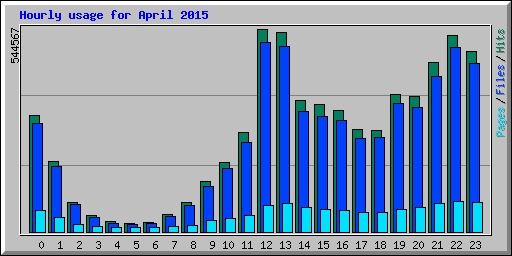 Hourly usage for April 2015
544567
Pages / Files / Hits
0 1 2 3 4 5 6 7 8 9 10 11 12 13 14 15 16 17 18 19 20 21 22 23